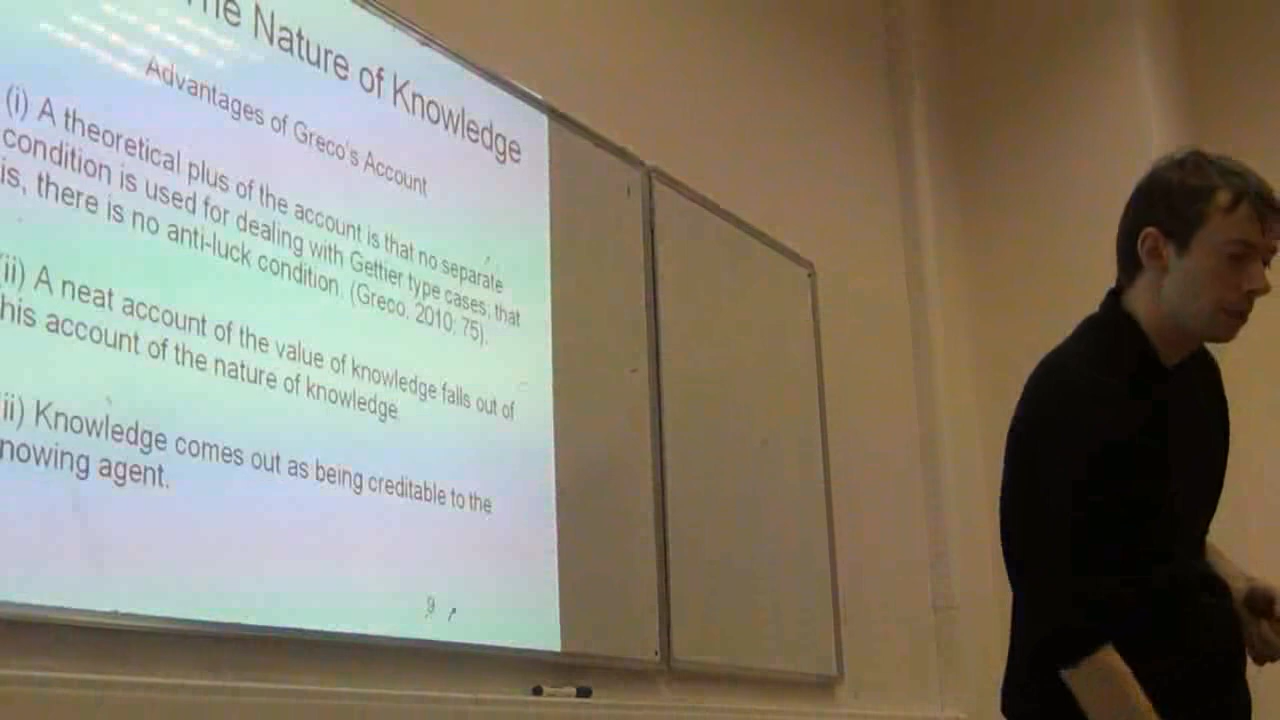 The Nature of Knowledge
Advantages of Greco's Account
(i) A theoretical plus of the account is that no separate
condition is used for dealing with Gettier type cases; that
is, there is no anti-luck condition. (Greco, 2010: 75).
ii) A neat account of the value of knowledge falls out of
his account of the nature of knowledge
ii) Knowledge comes out as being creditable to the
nowing agent.
9